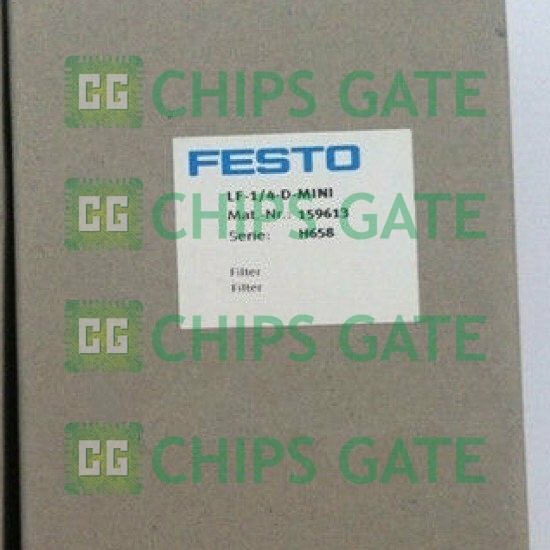 CG CHIPS GATE
FESTO
LF-1/4-D-MINI
Mat.-Nr.: 159613
CG CHIPS GATE
Serie: H658
Filter
Filter
CG CHIPS GATE
CG CHIPS GATE